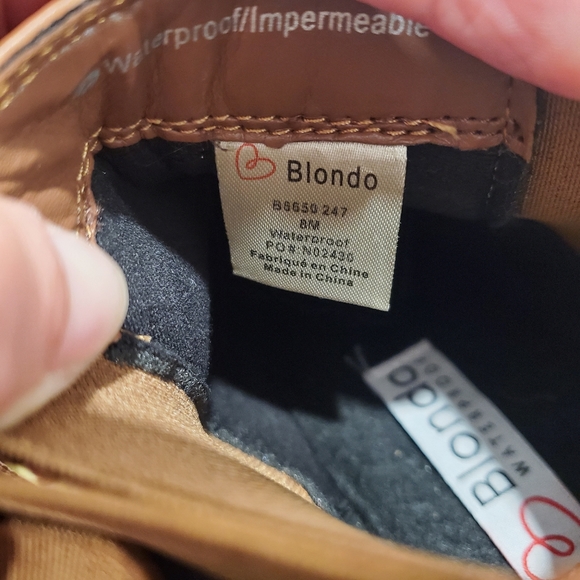 Waterproof/Impermeable
Blondo
B6650 247
8M
Waterproof
PO#:N02430
Fabriqué en Chine
Made in China
Blondo
WATERPROOF